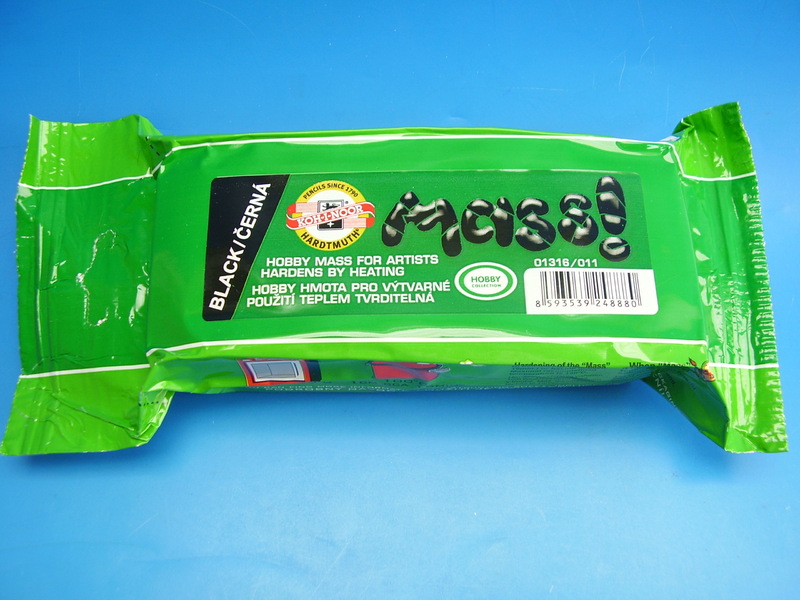 BLACK/ČERNÁ
PENCILS SINCE 1790
KOH-I-NOOR
HARDTMUTH
Mass!
HOBBY MASS FOR ARTISTS
HARDENS BY HEATING
HOBBY HMOTA PRO VÝTVARNÉ
POUŽITÍ TEPLEM TVRDITELNÁ
HOBBY
COLLECTION
01316/011
8 593539 248880
Hardening of the "Mass"